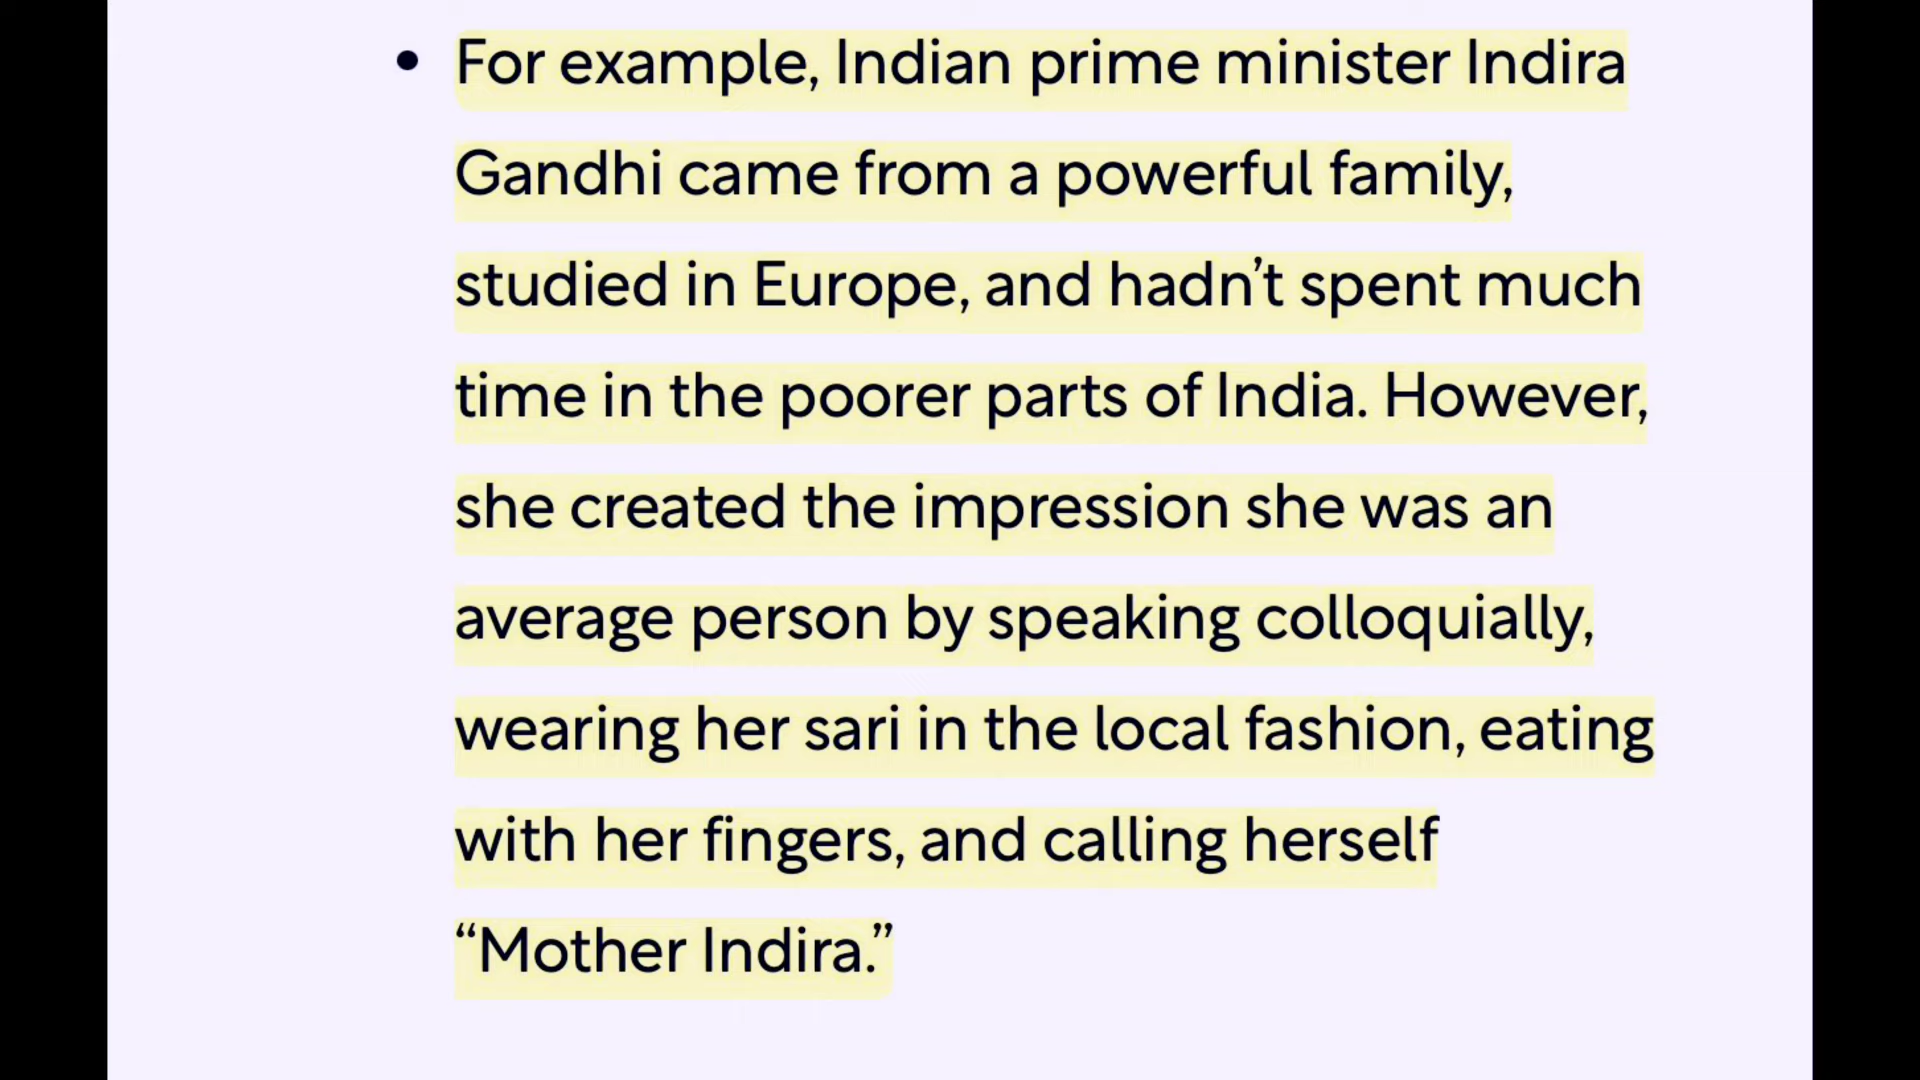 • For example, Indian prime minister Indira
Gandhi came from a powerful family,
studied in Europe, and hadn’t spent much
time in the poorer parts of India. However,
she created the impression she was an
average person by speaking colloquially,
wearing her sari in the local fashion, eating
with her fingers, and calling herself
“Mother Indira.”